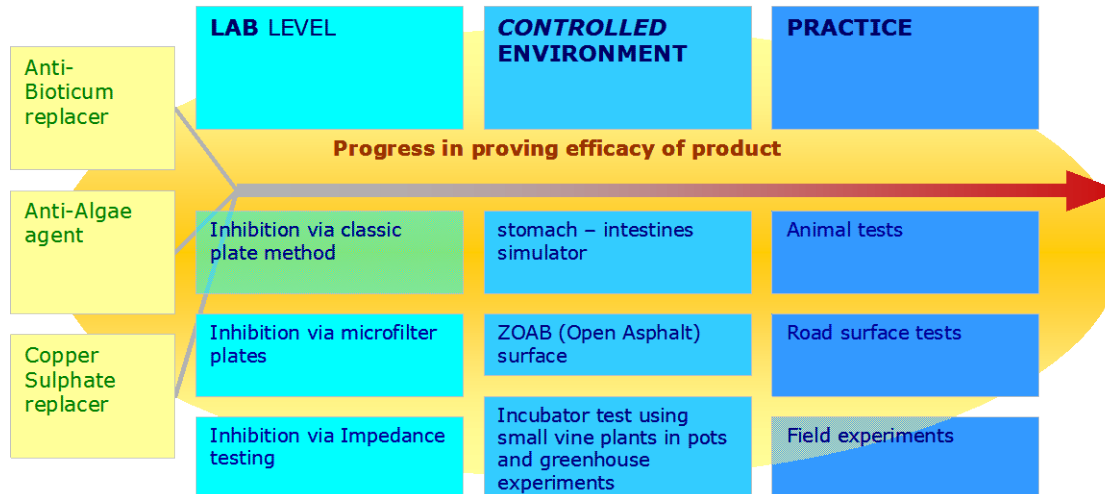 LAB LEVEL
CONTROLLED
ENVIRONMENT
PRACTICE
Anti-
Bioticum
replacer
Progress in proving efficacy of product
Anti-Algae
agent
Inhibition via classic
plate method
stomach – intestines
simulator
Animal tests
Copper
Sulphate
replacer
Inhibition via microfilter
plates
ZOAB (Open Asphalt)
surface
Road surface tests
Inhibition via Impedance
testing
Incubator test using
small vine plants in pots
and greenhouse
experiments
Field experiments